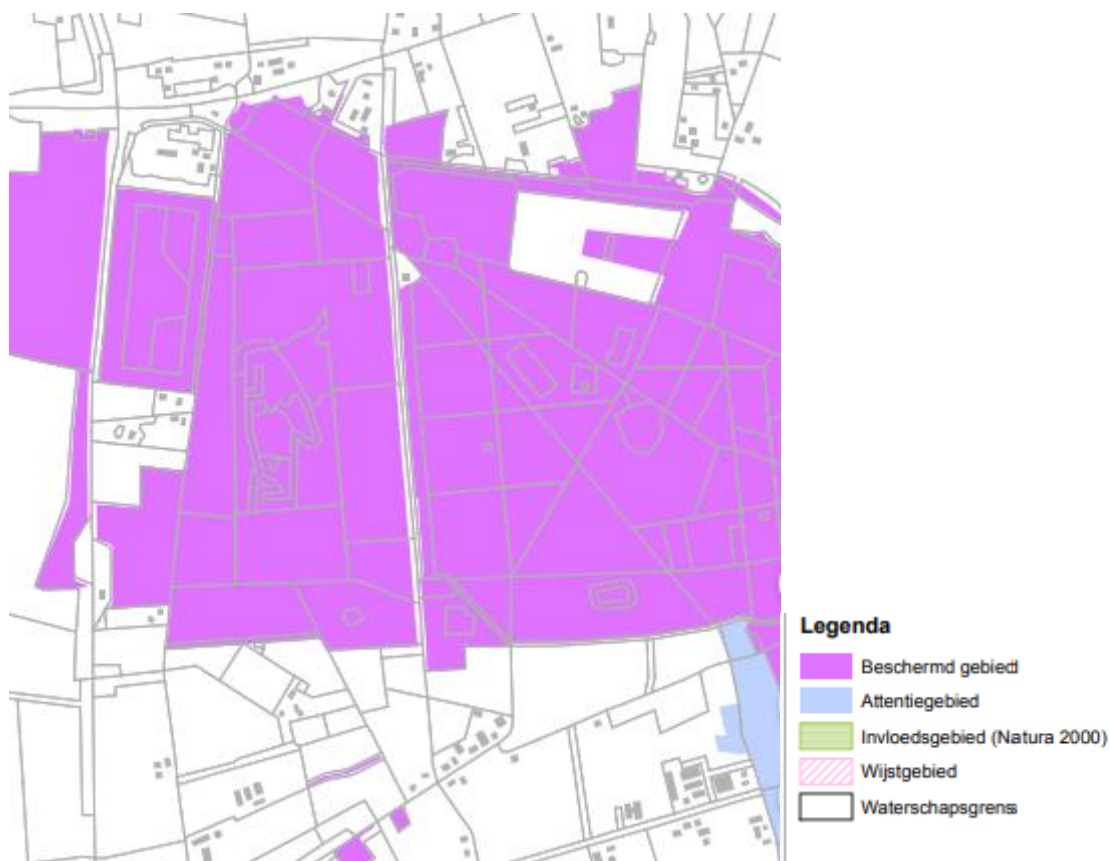 Legenda
Beschermd gebied
Attentiegebied
Invloedsgebied (Natura 2000)
Wijstgebied
Waterschapsgrens